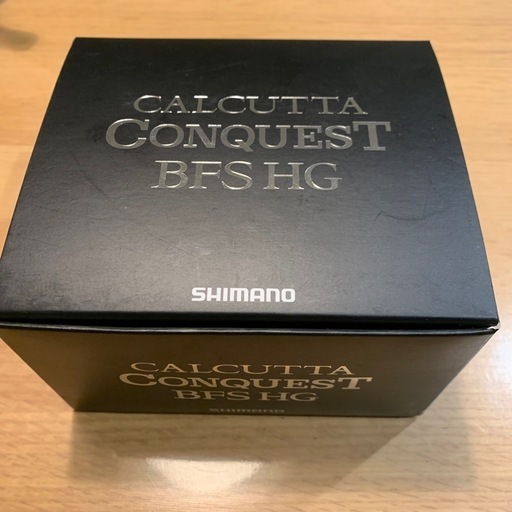 CALCUTTA
CONQUEST
BFS HG
SHIMANO
CALCUTTA
CONQUEST
BFS HG
SHIMANO